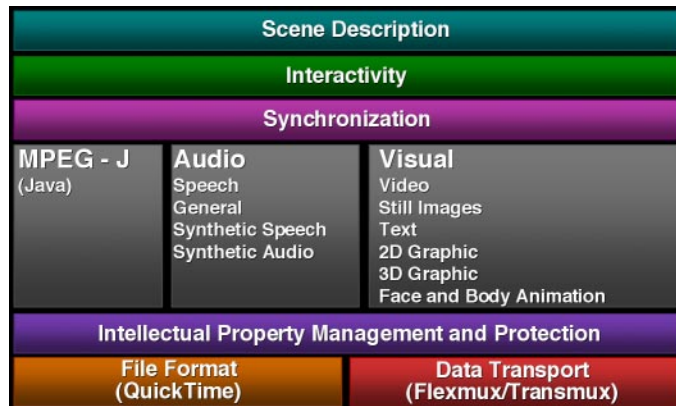 Scene Description
Interactivity
Synchronization
MPEG - J
(Java)
Audio
Speech
General
Synthetic Speech
Synthetic Audio
Visual
Video
Still Images
Text
2D Graphic
3D Graphic
Face and Body Animation
Intellectual Property Management and Protection
File Format
(QuickTime)
Data Transport
(Flexmux/Transmux)